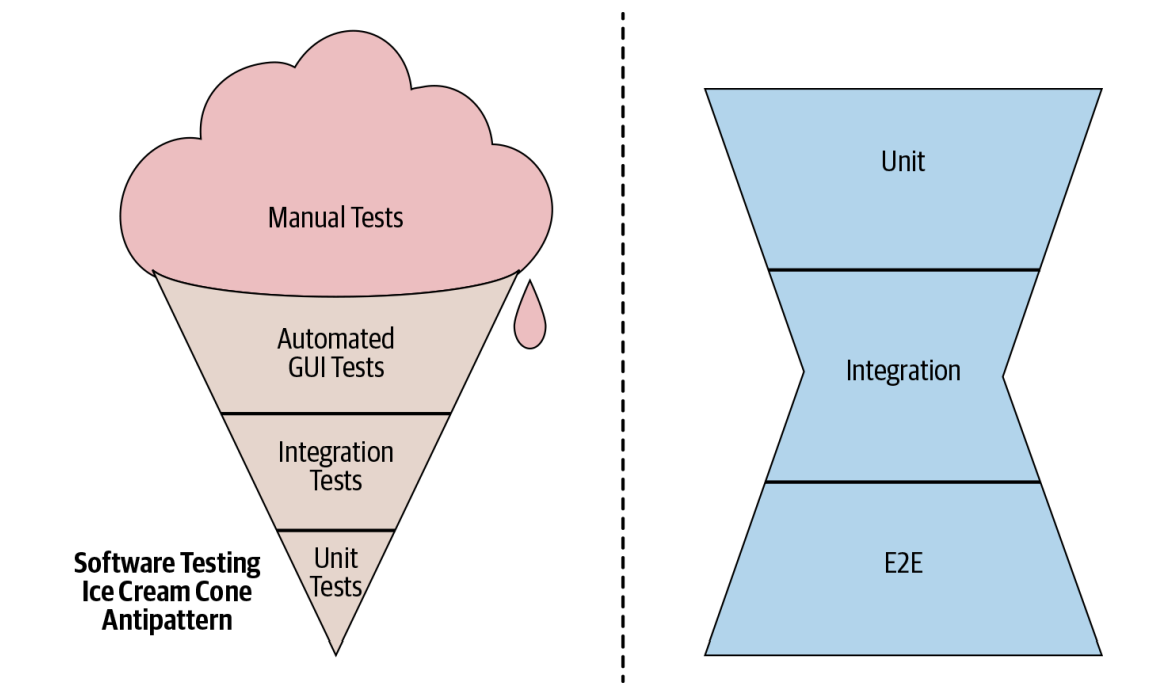 Manual Tests
Automated
GUI Tests
Integration
Tests
Unit
Tests
Software Testing
Ice Cream Cone
Antipattern
Unit
Integration
E2E